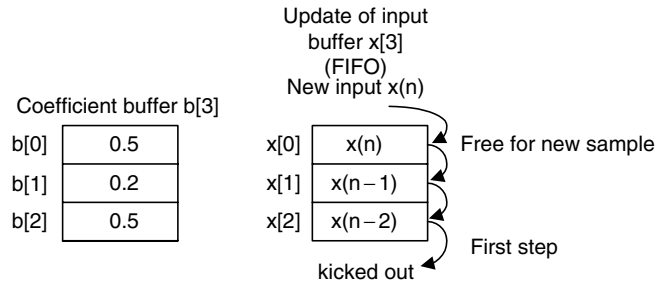 Update of input
buffer x[3]
(FIFO)
New input x(n)
Coefficient buffer b[3]
b[0] 0.5
b[1] 0.2
b[2] 0.5
x[0] x(n) Free for new sample
x[1] x(n−1)
x[2] x(n−2)
First step
kicked out